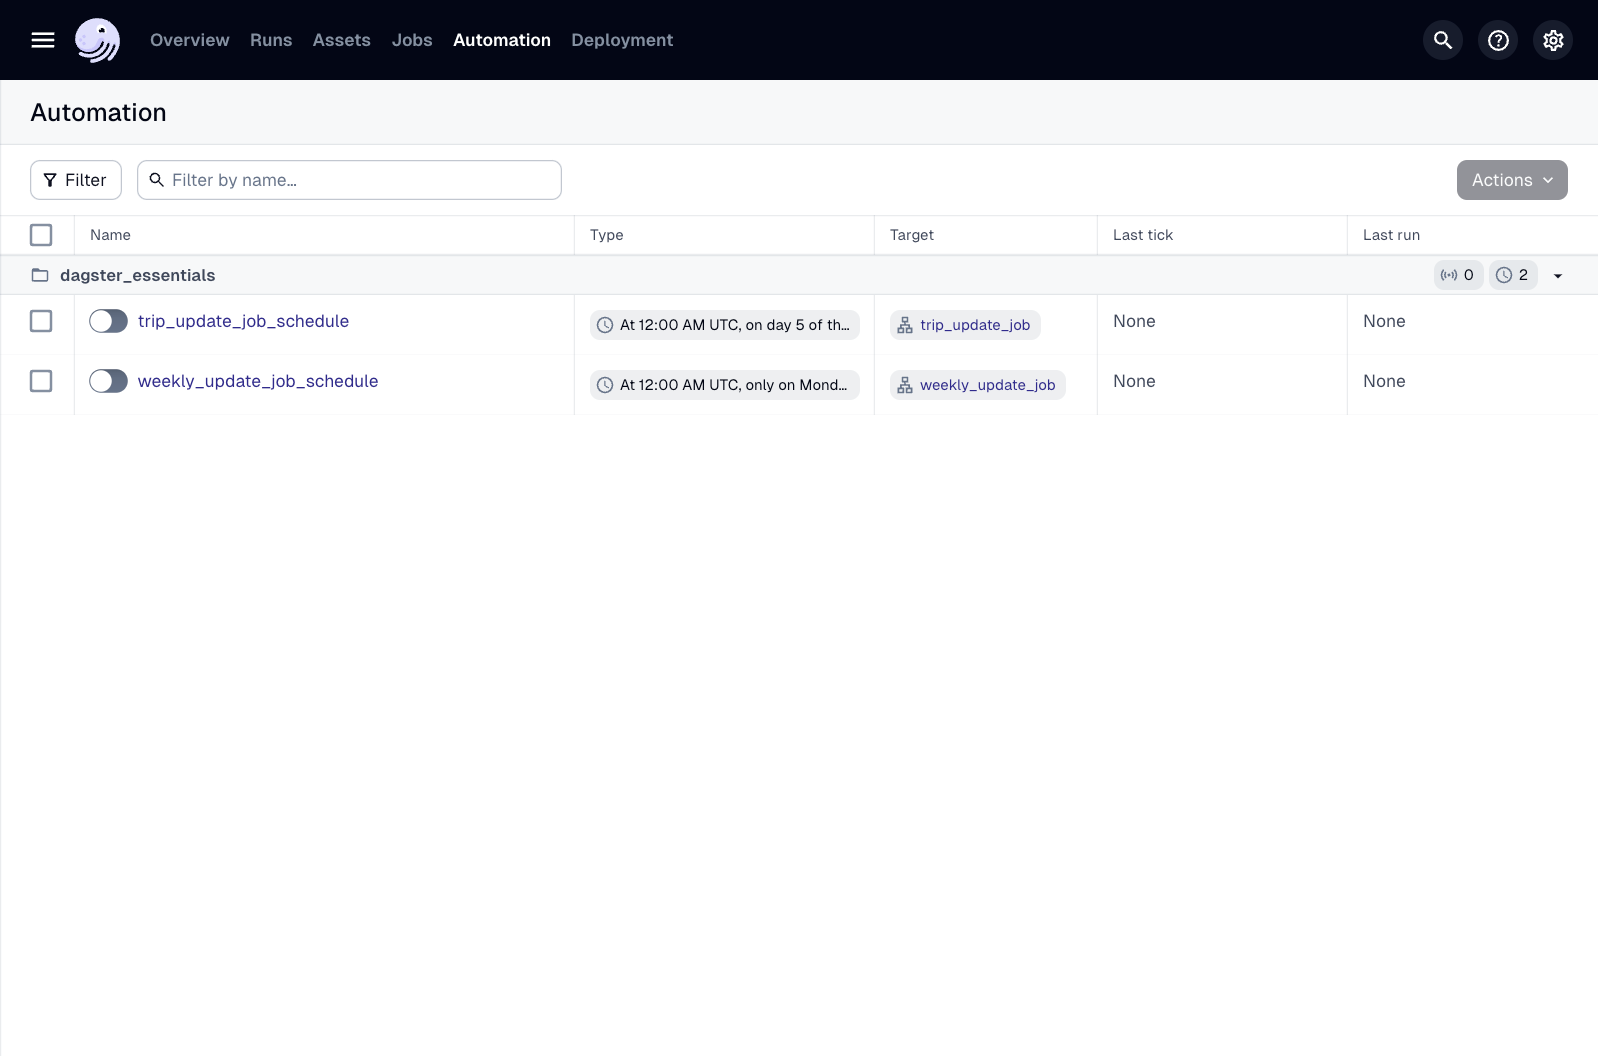 Overview Runs Assets Jobs Automation Deployment
Automation
Filter Filter by name… Actions
Name Type Target Last tick Last run
dagster_essentials 0 2
trip_update_job_schedule At 12:00 AM UTC, on day 5 of th… trip_update_job None None
weekly_update_job_schedule At 12:00 AM UTC, only on Mond… weekly_update_job None None